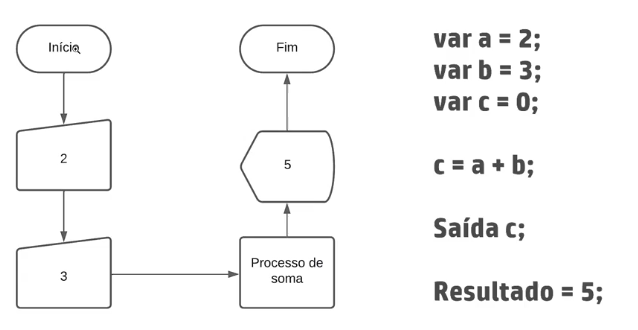 Início
2
3
Processo de
soma
5
Fim
var a = 2;
var b = 3;
var c = 0;
c = a + b;
Saída c;
Resultado = 5;